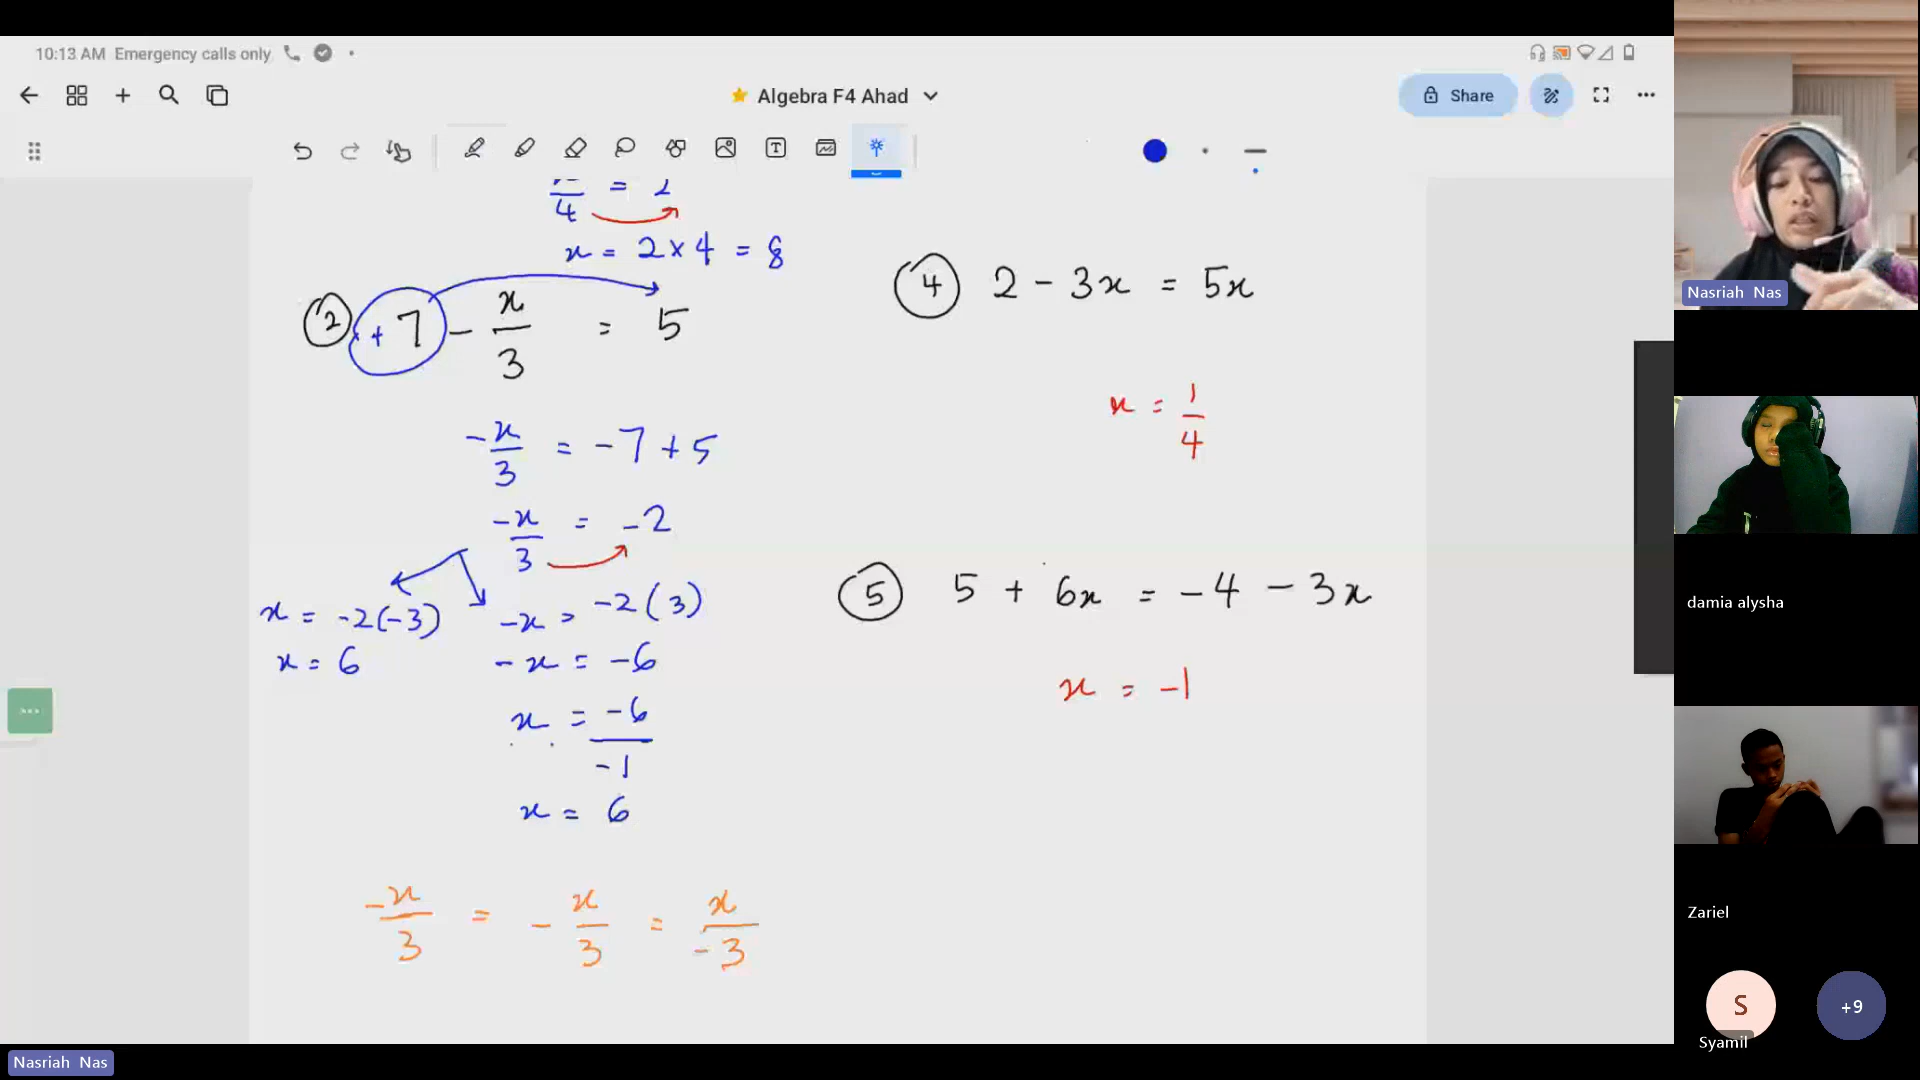 10:13 AM Emergency calls only
Algebra F4 Ahad
Share
4 = 2
x = 2 × 4 = 8
② + 7 - x/3 = 5
-x/3 = -7 + 5
-x/3 = -2
x = -2(-3)
x = 6
-x = -2(3)
-x = -6
x = -6/-1
x = 6
-x/3 = - x/3 = x/-3
④ 2 - 3x = 5x
x = 1/4
⑤ 5 + 6x = -4 - 3x
x = -1
Nasriah Nas
damia alysha
Zariel
S
Syamil
+9
Nasriah Nas